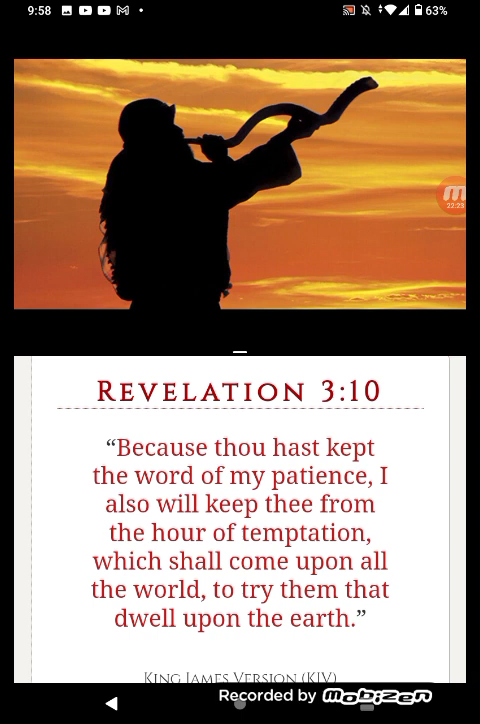 9:58
63%
22:23
REVELATION 3:10
“Because thou hast kept
the word of my patience, I
also will keep thee from
the hour of temptation,
which shall come upon all
the world, to try them that
dwell upon the earth.”
KING JAMES VERSION (KJV)
Recorded by mobizen